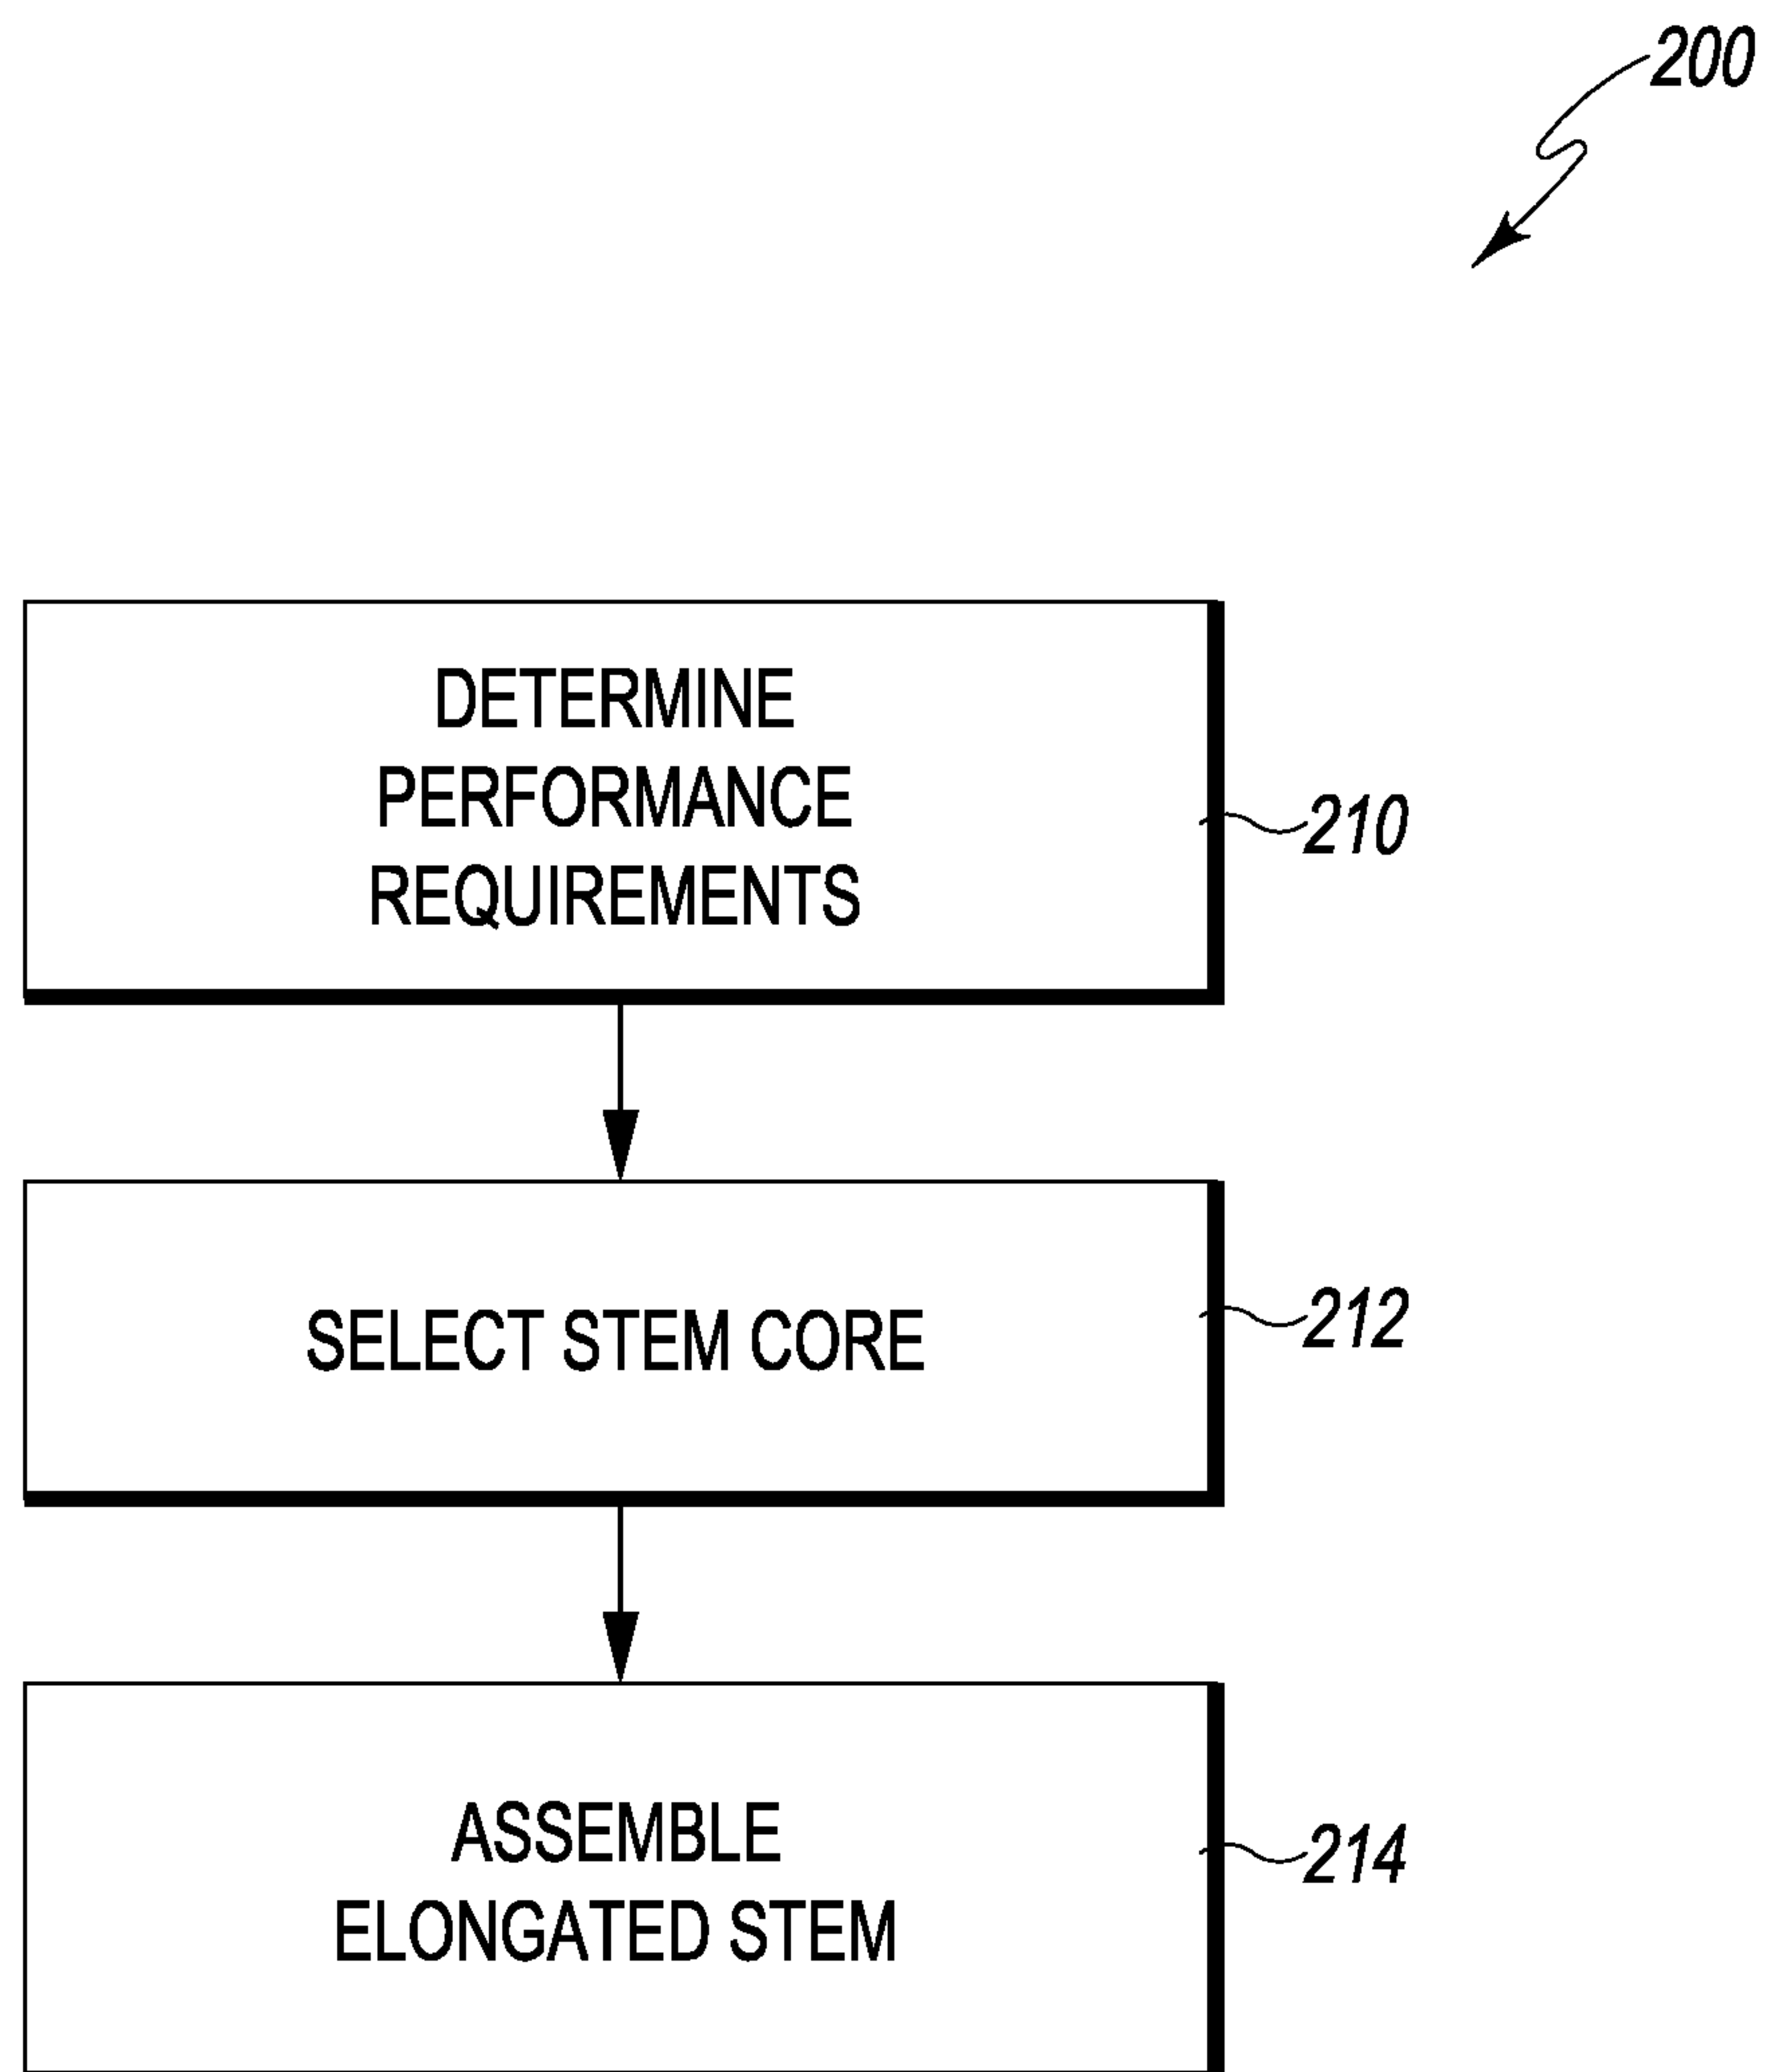 200
DETERMINE
PERFORMANCE
REQUIREMENTS
210
SELECT STEM CORE
212
ASSEMBLE
ELONGATED STEM
214